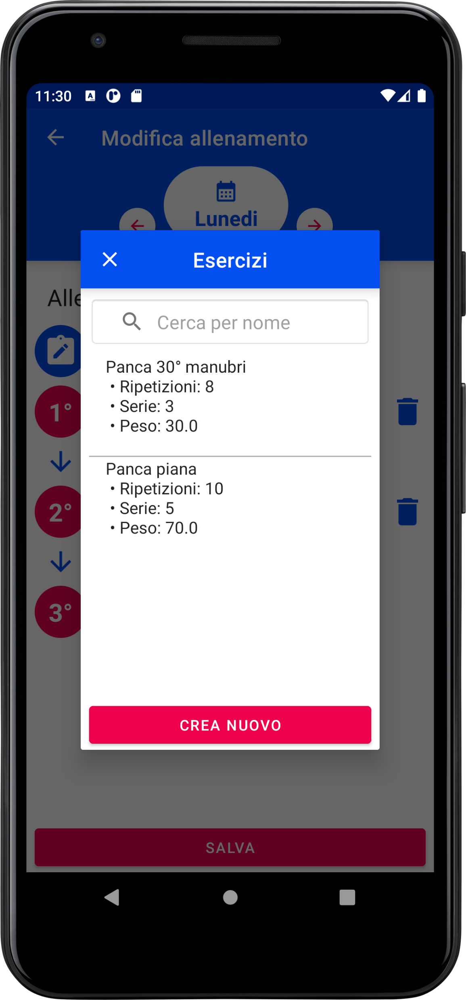 11:30
Modifica allenamento
Lunedi
Esercizi
Cerca per nome
Panca 30° manubri
• Ripetizioni: 8
• Serie: 3
• Peso: 30.0
Panca piana
• Ripetizioni: 10
• Serie: 5
• Peso: 70.0
1°
2°
3°
CREA NUOVO
SALVA